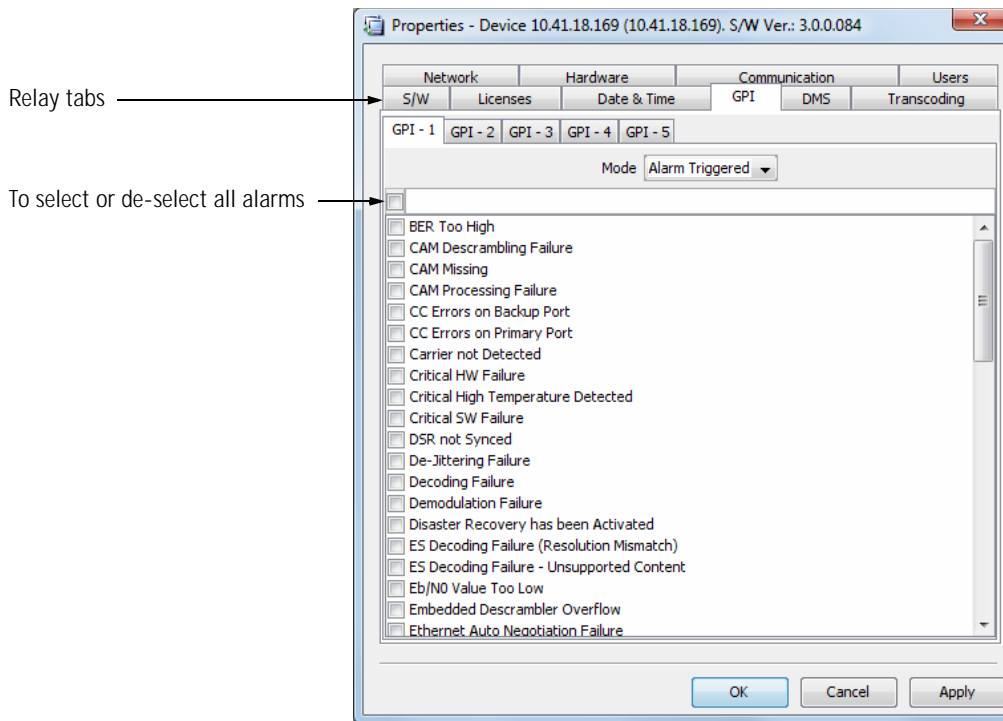 Properties - Device 10.41.18.169 (10.41.18.169). S/W Ver.: 3.0.0.084
Network Hardware Communication Users
Relay tabs
S/W Licenses Date & Time GPI DMS Transcoding
GPI - 1 GPI - 2 GPI - 3 GPI - 4 GPI - 5
Mode Alarm Triggered
To select or de-select all alarms
BER Too High
CAM Descrambling Failure
CAM Missing
CAM Processing Failure
CC Errors on Backup Port
CC Errors on Primary Port
Carrier not Detected
Critical HW Failure
Critical High Temperature Detected
Critical SW Failure
DSR not Synced
De-Jittering Failure
Decoding Failure
Demodulation Failure
Disaster Recovery has been Activated
ES Decoding Failure (Resolution Mismatch)
ES Decoding Failure - Unsupported Content
Eb/N0 Value Too Low
Embedded Descrambler Overflow
Ethernet Auto Negotiation Failure
OK Cancel Apply